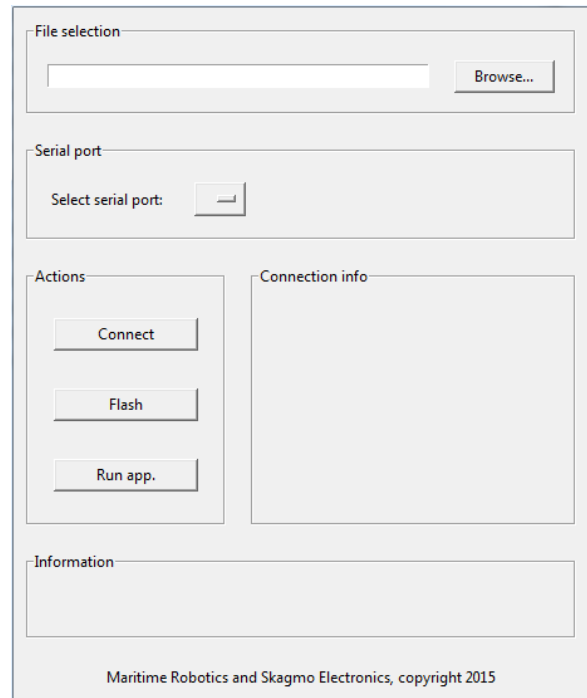 File selection
Browse...
Serial port
Select serial port:
Actions
Connection info
Connect
Flash
Run app.
Information
Maritime Robotics and Skagmo Electronics, copyright 2015